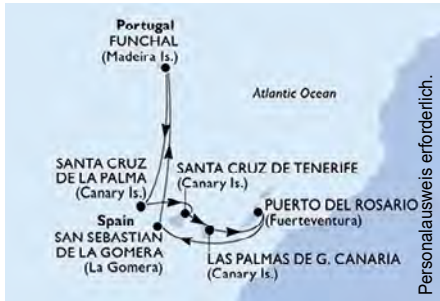 Portugal
FUNCHAL
(Madeira Is.)
Atlantic Ocean
SANTA CRUZ
DE LA PALMA
(Canary Is.)
SANTA CRUZ DE TENERIFE
(Canary Is.)
PUERTO DEL ROSARIO
(Fuerteventura)
Spain
SAN SEBASTIAN
DE LA GOMERA
(La Gomera)
LAS PALMAS DE G. CANARIA
(Canary Is.)
Personalausweis erforderlich.